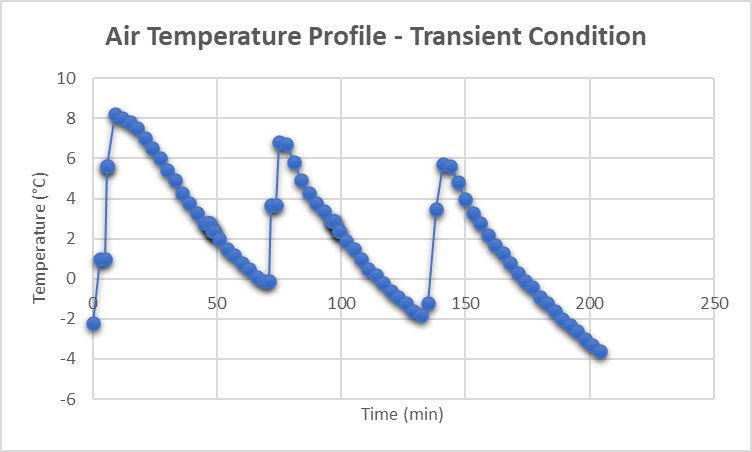 Air Temperature Profile - Transient Condition
10
8
6
4
2
0
-2
-4
-6
0 50 100 150 200 250
Temperature (°C)
Time (min)